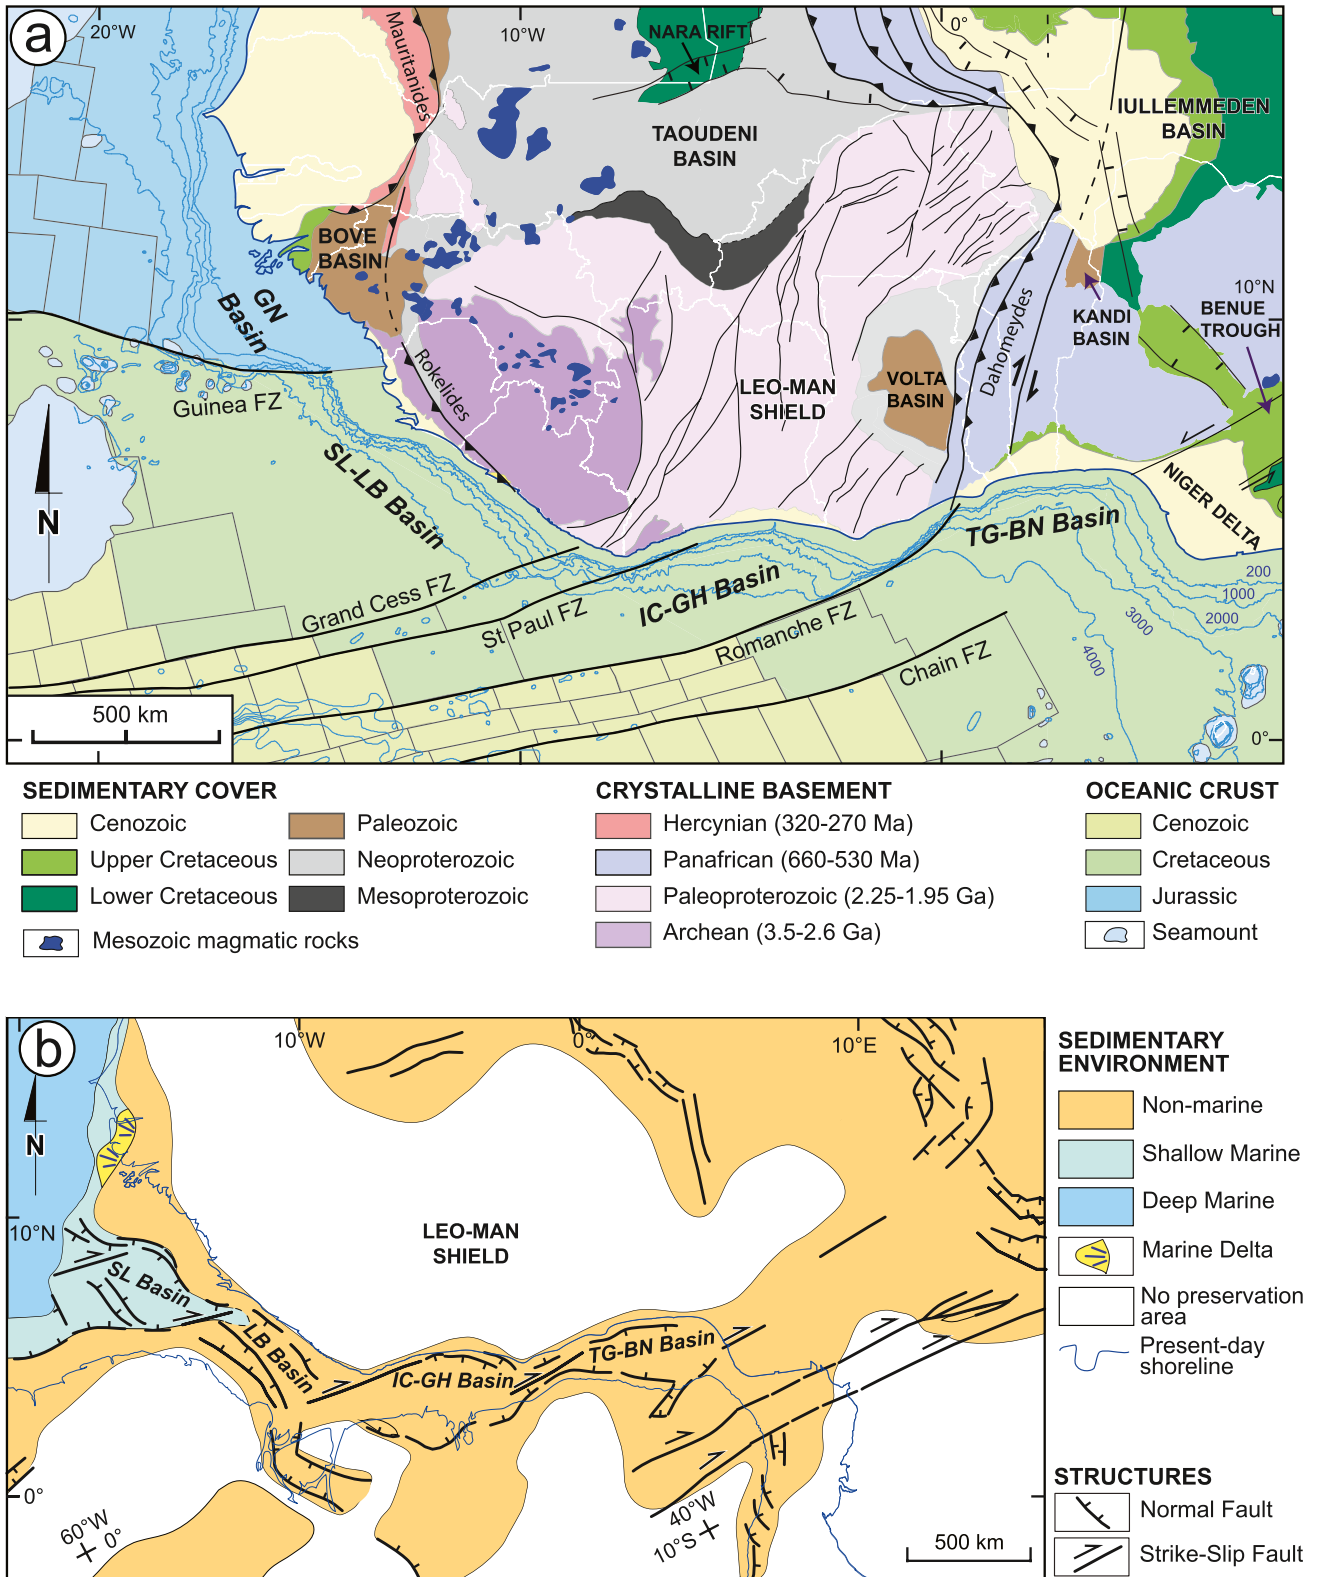 a
20°W
10°W
0°
Mauritanides
NARA RIFT
TAOUDENI
BASIN
IULLEMMEDEN
BASIN
BOVE
BASIN
GN
Basin
10°N
BENUE
TROUGH
KANDI
BASIN
Dahomeydes
Rokelides
LEO-MAN
SHIELD
VOLTA
BASIN
Guinea FZ
SL-LB Basin
N
NIGER DELTA
TG-BN Basin
IC-GH Basin
Grand Cess FZ
St Paul FZ
Romanche FZ
Chain FZ
200
1000
2000
3000
4000
500 km
0°
SEDIMENTARY COVER
Cenozoic
Upper Cretaceous
Lower Cretaceous
Mesozoic magmatic rocks
Paleozoic
Neoproterozoic
Mesoproterozoic
CRYSTALLINE BASEMENT
Hercynian (320-270 Ma)
Panafrican (660-530 Ma)
Paleoproterozoic (2.25-1.95 Ga)
Archean (3.5-2.6 Ga)
OCEANIC CRUST
Cenozoic
Cretaceous
Jurassic
Seamount
b
10°W
0°
10°E
N
10°N
LEO-MAN
SHIELD
SL Basin
LB Basin
IC-GH Basin
TG-BN Basin
0°
60°W
0°
40°W
10°S
500 km
SEDIMENTARY
ENVIRONMENT
Non-marine
Shallow Marine
Deep Marine
Marine Delta
No preservation
area
Present-day
shoreline
STRUCTURES
Normal Fault
Strike-Slip Fault